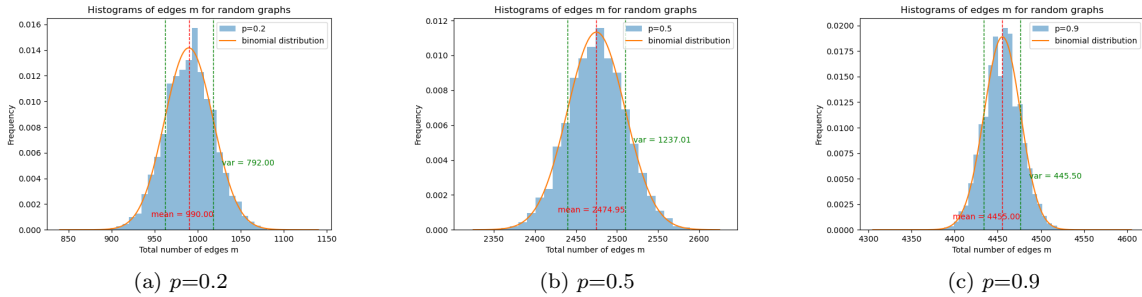 Histograms of edges m for random graphs
p=0.2
binomial distribution
0.016
0.014
0.012
0.010
0.008
0.006
0.004
0.002
0.000
Frequency
var = 792.00
mean = 990.00
850
900
950
1000
1050
1100
1150
Total number of edges m
(a) p=0.2
Histograms of edges m for random graphs
p=0.5
binomial distribution
0.012
0.010
0.008
0.006
0.004
0.002
0.000
Frequency
var = 1237.01
mean = 2474.95
2350
2400
2450
2500
2550
2600
Total number of edges m
(b) p=0.5
Histograms of edges m for random graphs
p=0.9
binomial distribution
0.0200
0.0175
0.0150
0.0125
0.0100
0.0075
0.0050
0.0025
0.0000
Frequency
var = 445.50
mean = 4455.00
4300
4350
4400
4450
4500
4550
4600
Total number of edges m
(c) p=0.9